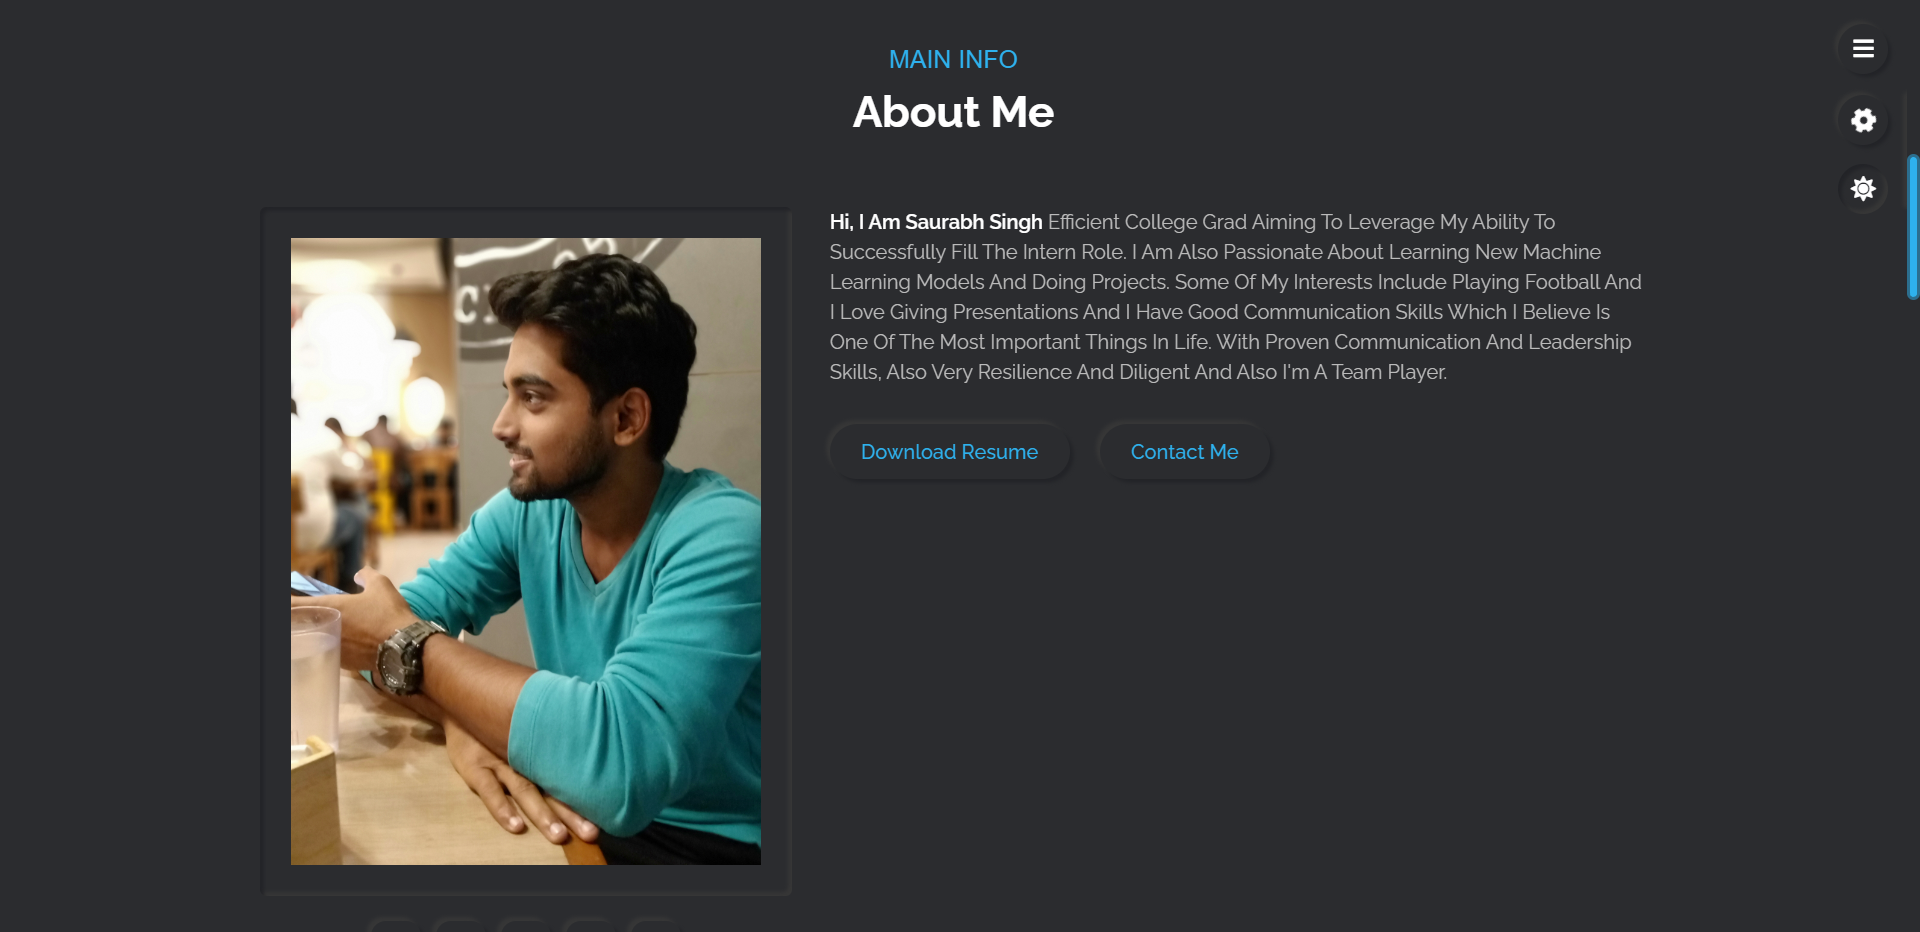 MAIN INFO
About Me
Hi, I Am Saurabh Singh Efficient College Grad Aiming To Leverage My Ability To
Successfully Fill The Intern Role. I Am Also Passionate About Learning New Machine
Learning Models And Doing Projects. Some Of My Interests Include Playing Football And
I Love Giving Presentations And I Have Good Communication Skills Which I Believe Is
One Of The Most Important Things In Life. With Proven Communication And Leadership
Skills, Also Very Resilience And Diligent And Also I'm A Team Player.
Download Resume
Contact Me